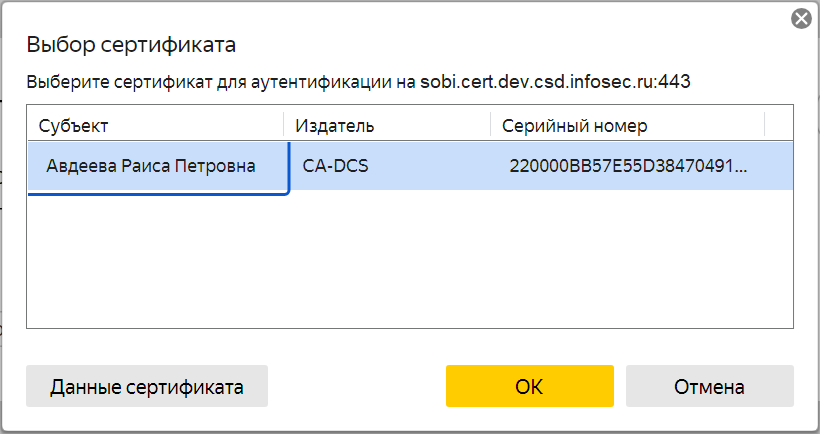 Выбор сертификата
Выберите сертификат для аутентификации на sobi.cert.dev.csd.infosec.ru:443
Субъект Издатель Серийный номер
Авдеева Раиса Петровна CA-DCS 220000BB57E55D38470491...
Данные сертификата ОК Отмена